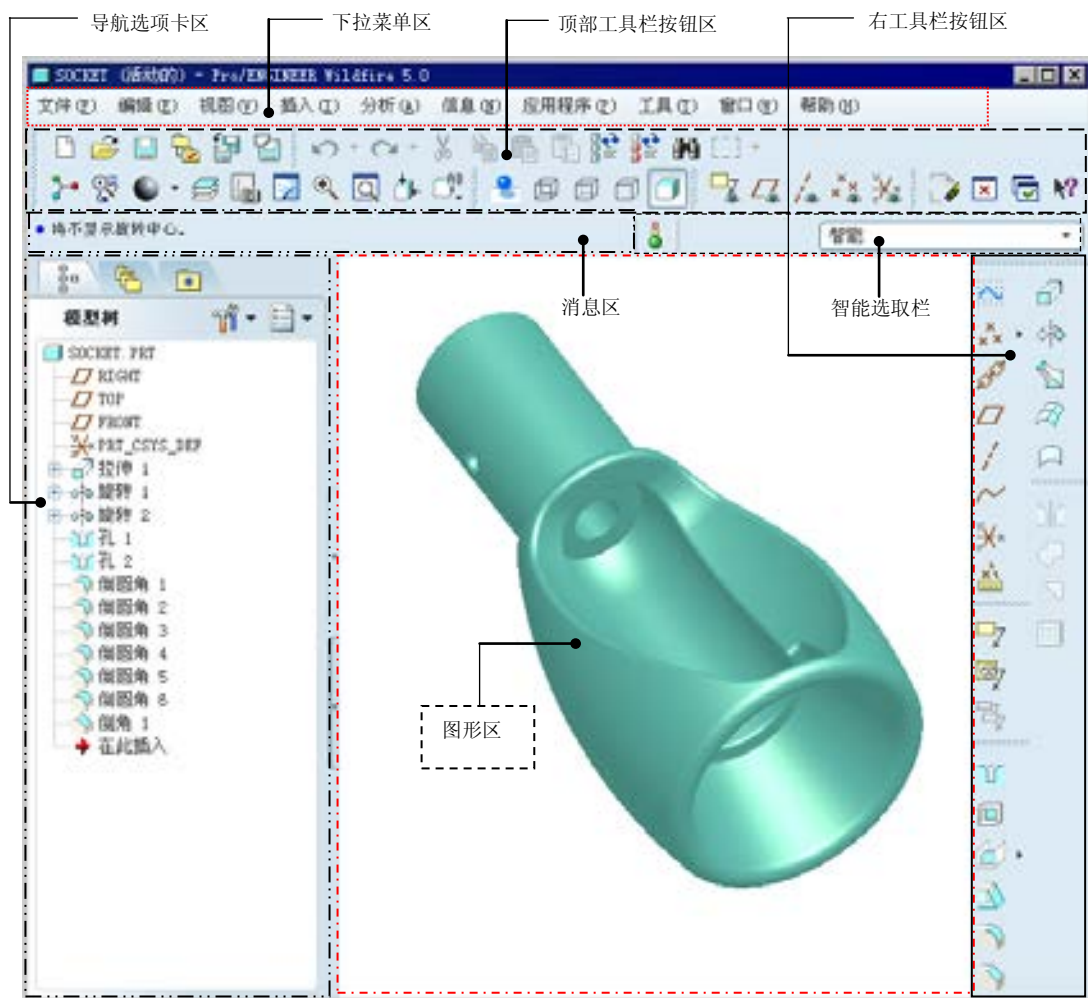 导航选项卡区
下拉菜单区
顶部工具栏按钮区
右工具栏按钮区
SOCKET (活动的) - Pro/ENGINEER Wildfire 5.0
文件(F) 编辑(E) 视图(V) 插入(I) 分析(A) 信息(N) 应用程序(P) 工具(T) 窗口(W) 帮助(H)
将不显示旋转中心。
智能
消息区
智能选取栏
模型树
SOCKET.PRT
RIGHT
TOP
FRONT
PRT_CSYS_DEF
拉伸 1
旋转 1
旋转 2
孔 1
孔 2
倒圆角 1
倒圆角 2
倒圆角 3
倒圆角 4
倒圆角 5
倒圆角 6
倒角 1
在此插入
图形区